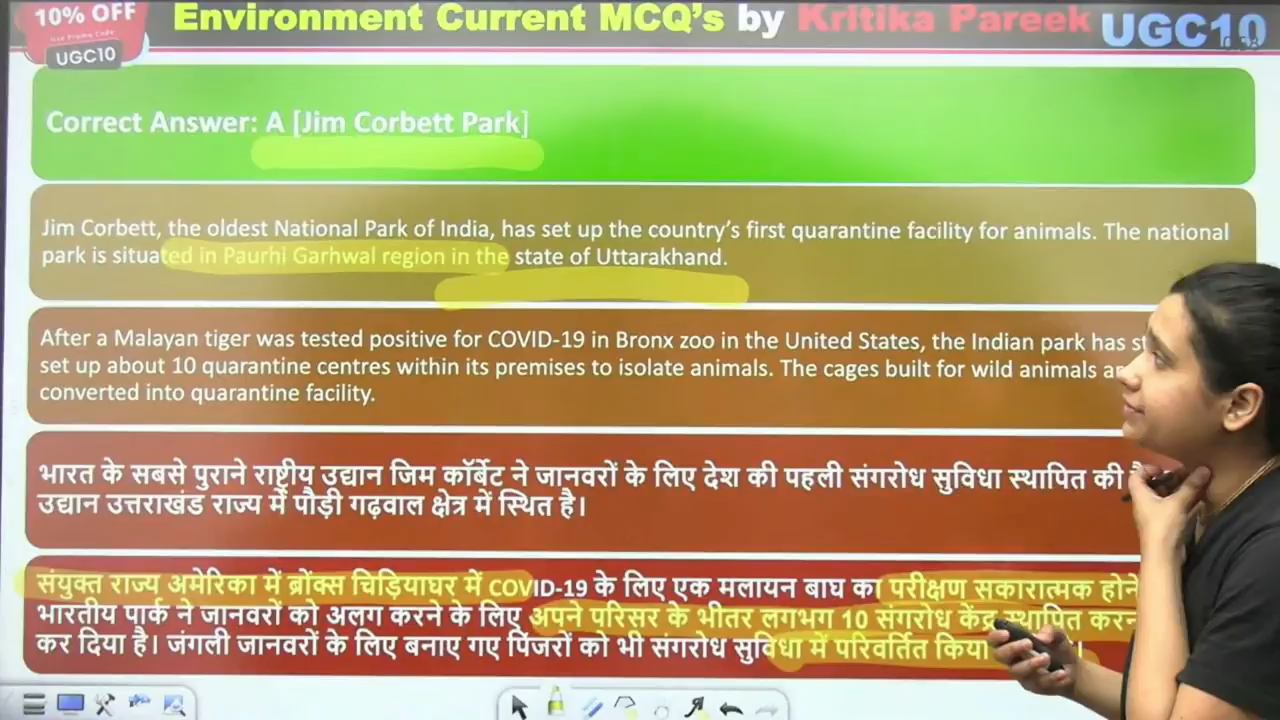 10% OFF
Use Promo Code
UGC10
Environment Current MCQ's by Kritika Pareek
UGC10
Correct Answer: A [Jim Corbett Park]
Jim Corbett, the oldest National Park of India, has set up the country's first quarantine facility for animals. The national
park is situated in Paurhi Garhwal region in the state of Uttarakhand.
After a Malayan tiger was tested positive for COVID-19 in Bronx zoo in the United States, the Indian park has
set up about 10 quarantine centres within its premises to isolate animals. The cages built for wild animals
converted into quarantine facility.
भारत के सबसे पुराने राष्ट्रीय उद्यान जिम कॉर्बेट ने जानवरों के लिए देश की पहली संगरोध सुविधा स्थापित की
उद्यान उत्तराखंड राज्य में पौड़ी गढ़वाल क्षेत्र में स्थित है।
संयुक्त राज्य अमेरिका में ब्रोंक्स चिड़ियाघर में COVID-19 के लिए एक मलायन बाघ का परीक्षण सकारात्मक होने
भारतीय पार्क ने जानवरों को अलग करने के लिए अपने परिसर के भीतर लगभग 10 संगरोध केंद्र स्थापित
कर दिया है। जंगली जानवरों के लिए बनाए गए पिंजरों को भी संगरोध सुविधा में परिवर्तित किया